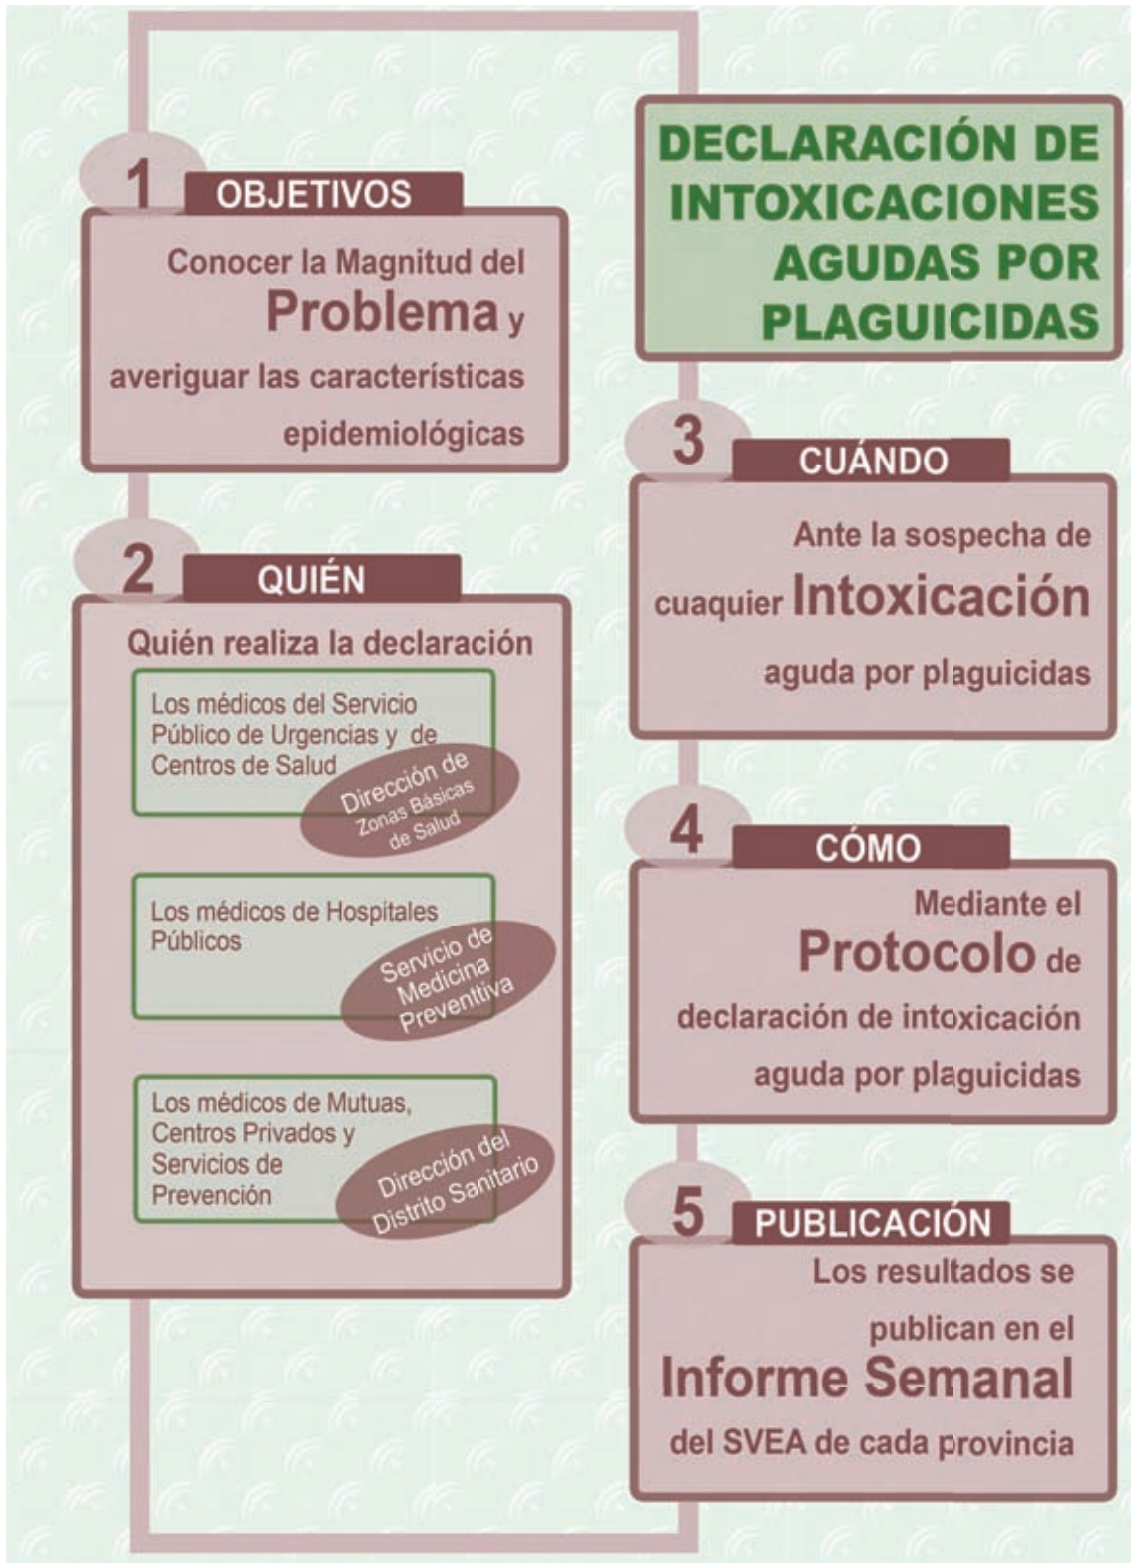 DECLARACIÓN DE
INTOXICACIONES
AGUDAS POR
PLAGUICIDAS
1
OBJETIVOS
Conocer la Magnitud del
Problema y
averiguar las características
epidemiológicas
2
QUIÉN
Quién realiza la declaración
Los médicos del Servicio
Público de Urgencias y de
Centros de Salud
Dirección de
Zonas Básicas
de Salud
Los médicos de Hospitales
Públicos
Servicio de
Medicina
Preventtiva
Los médicos de Mutuas,
Centros Privados y
Servicios de
Prevención
Dirección del
Distrito Sanitario
3
CUÁNDO
Ante la sospecha de
cuaquier Intoxicación
aguda por plaguicidas
4
CÓMO
Mediante el
Protocolo de
declaración de intoxicación
aguda por plaguicidas
5
PUBLICACIÓN
Los resultados se
publican en el
Informe Semanal
del SVEA de cada provincia